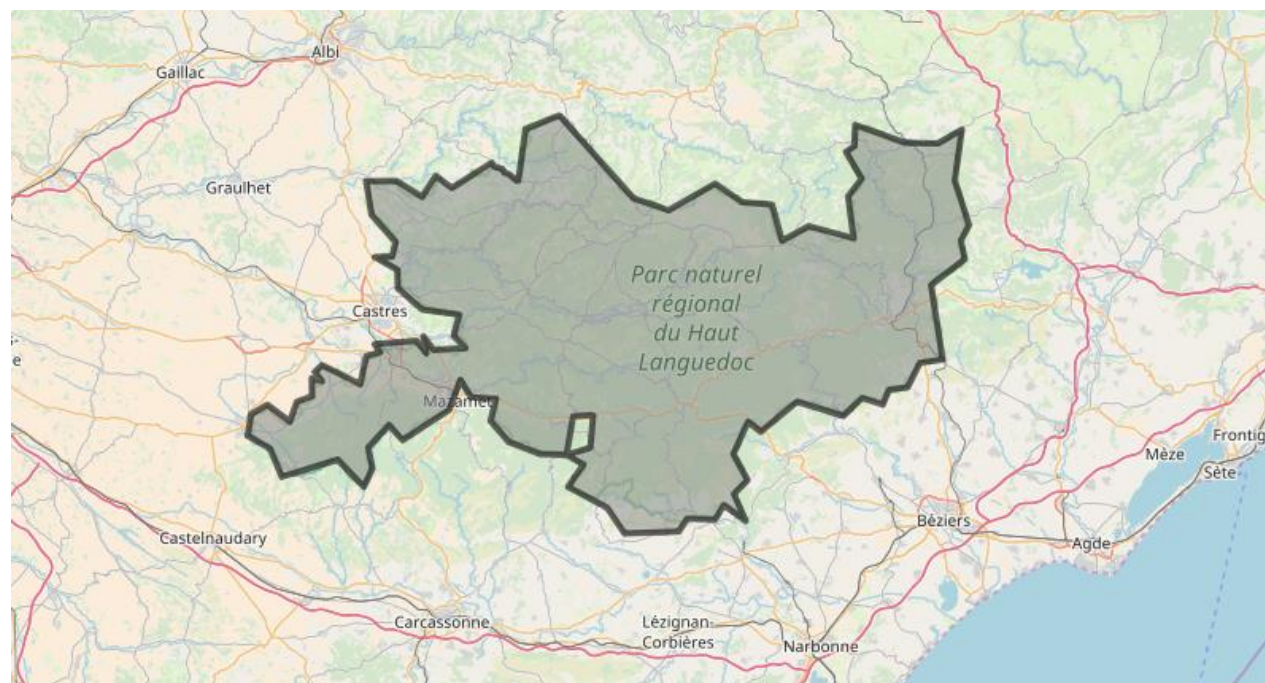 Albi
Gaillac
Graulhet
Parc naturel
régional
du Haut
Languedoc
Castres
Mazamet
Frontig
Mèze
Sète
Béziers
Castelnaudary
Agde
Carcassonne
Lézignan-
Corbières
Narbonne